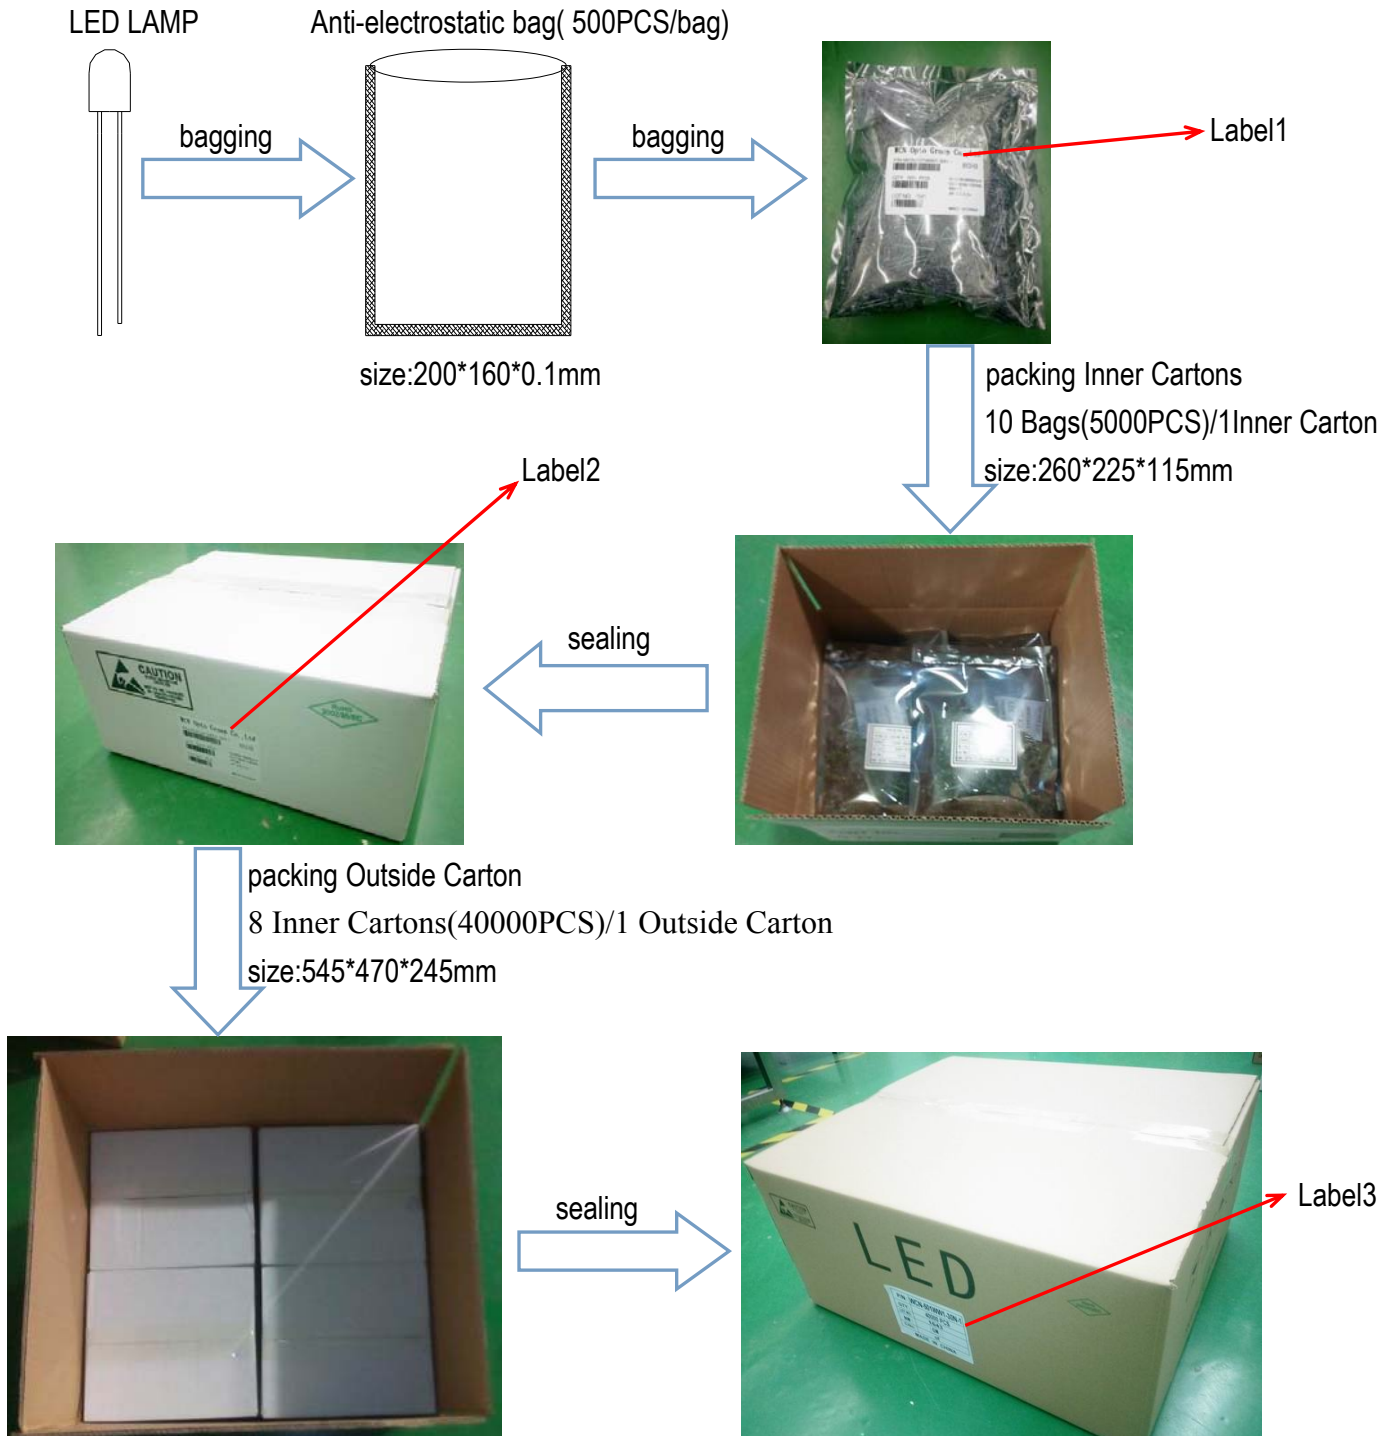 LED LAMP
Anti-electrostatic bag( 500PCS/bag)
bagging
bagging
Label1
size:200*160*0.1mm
packing Inner Cartons
10 Bags(5000PCS)/1Inner Carton
size:260*225*115mm
Label2
sealing
CAUTION
packing Outside Carton
8 Inner Cartons(40000PCS)/1 Outside Carton
size:545*470*245mm
sealing
Label3
LED